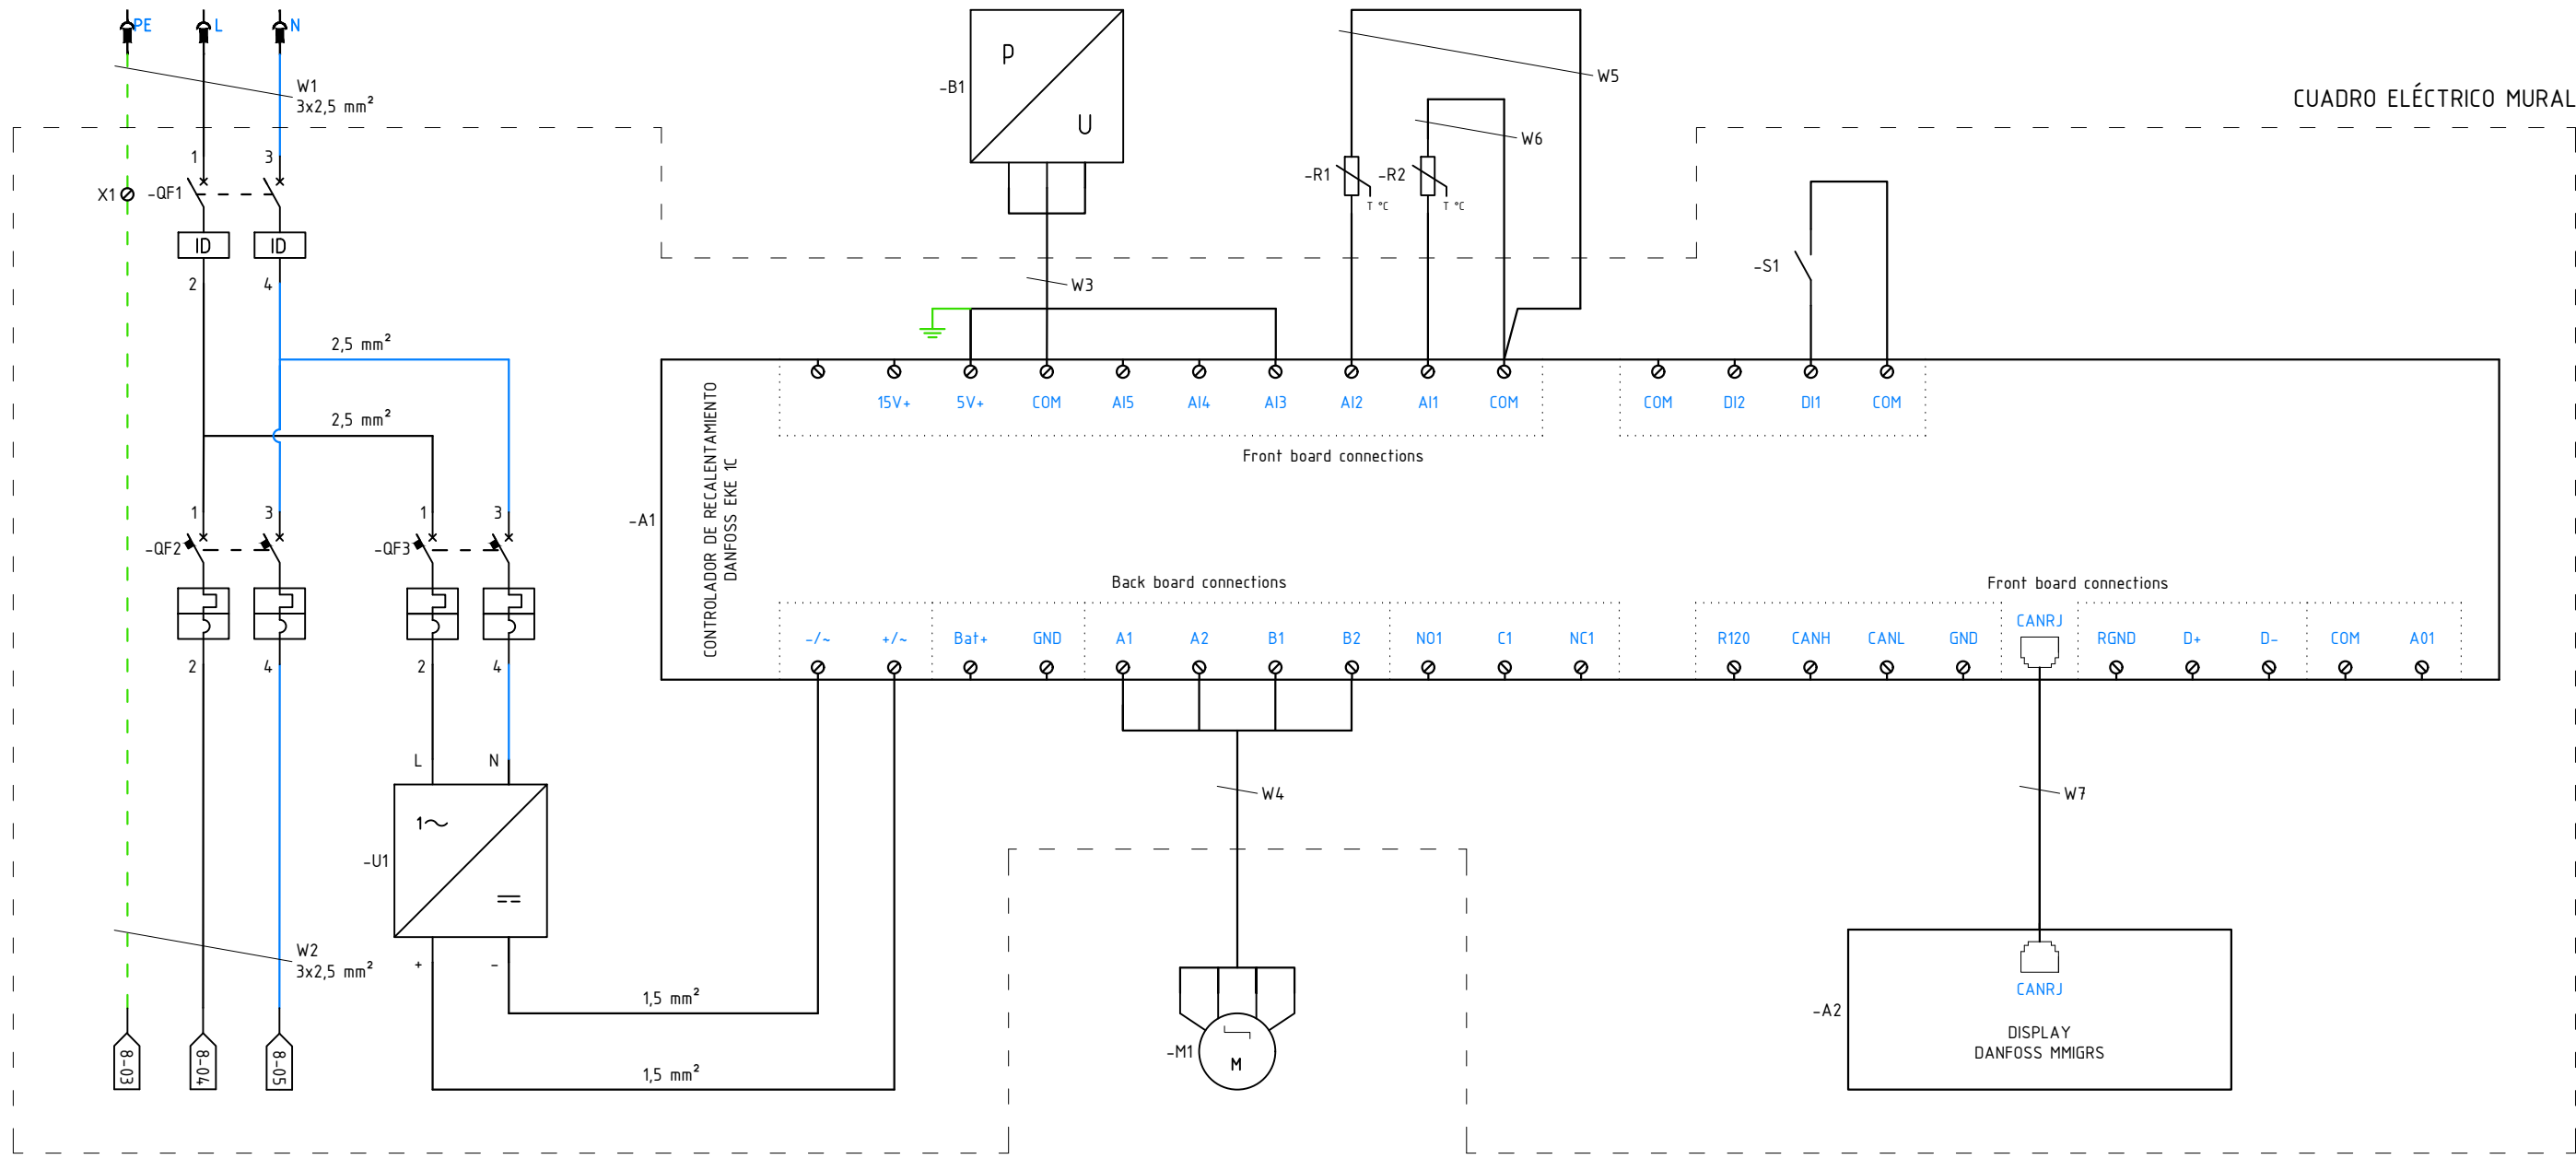 PE
L
N
W1
3x2,5 mm²
P
U
-B1
W5
W6
CUADRO ELÉCTRICO MURAL
1
3
X1
-QF1
ID
ID
2
4
-R1
T °C
-R2
T °C
-S1
W3
2,5 mm²
2,5 mm²
CONTROLADOR DE RECALENTAMIENTO
DANFOSS EKE 1C
15V+
5V+
COM
AI5
AI4
AI3
AI2
AI1
COM
COM
DI2
DI1
COM
Front board connections
-A1
1
3
1
3
-QF2
-QF3
2
4
2
4
Back board connections
Front board connections
-/~
+/~
Bat+
GND
A1
A2
B1
B2
NO1
C1
NC1
R120
CANH
CANL
GND
CANRJ
RGND
D+
D-
COM
AO1
L
N
1~
-U1
+
-
W4
W7
W2
3x2,5 mm²
1,5 mm²
1,5 mm²
8-03
8-04
8-05
-M1
M
-A2
CANRJ
DISPLAY
DANFOSS MMIGRS